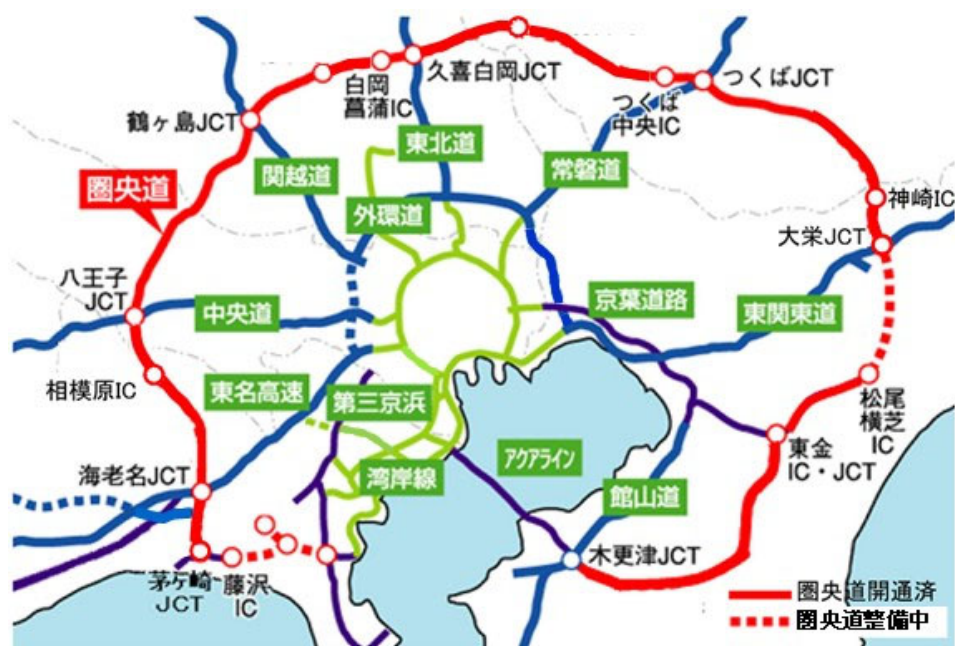 白岡
菖蒲IC
久喜白岡JCT
つくば
中央IC
つくばJCT
鶴ヶ島JCT
関越道
東北道
常磐道
圏央道
外環道
神崎IC
大栄JCT
八王子
JCT
中央道
京葉道路
東関東道
相模原IC
東名高速
第三京浜
松尾
横芝
IC
東金
IC・JCT
海老名JCT
湾岸線
アクアライン
館山道
木更津JCT
茅ヶ崎
JCT
藤沢
IC
圏央道開通済
圏央道整備中